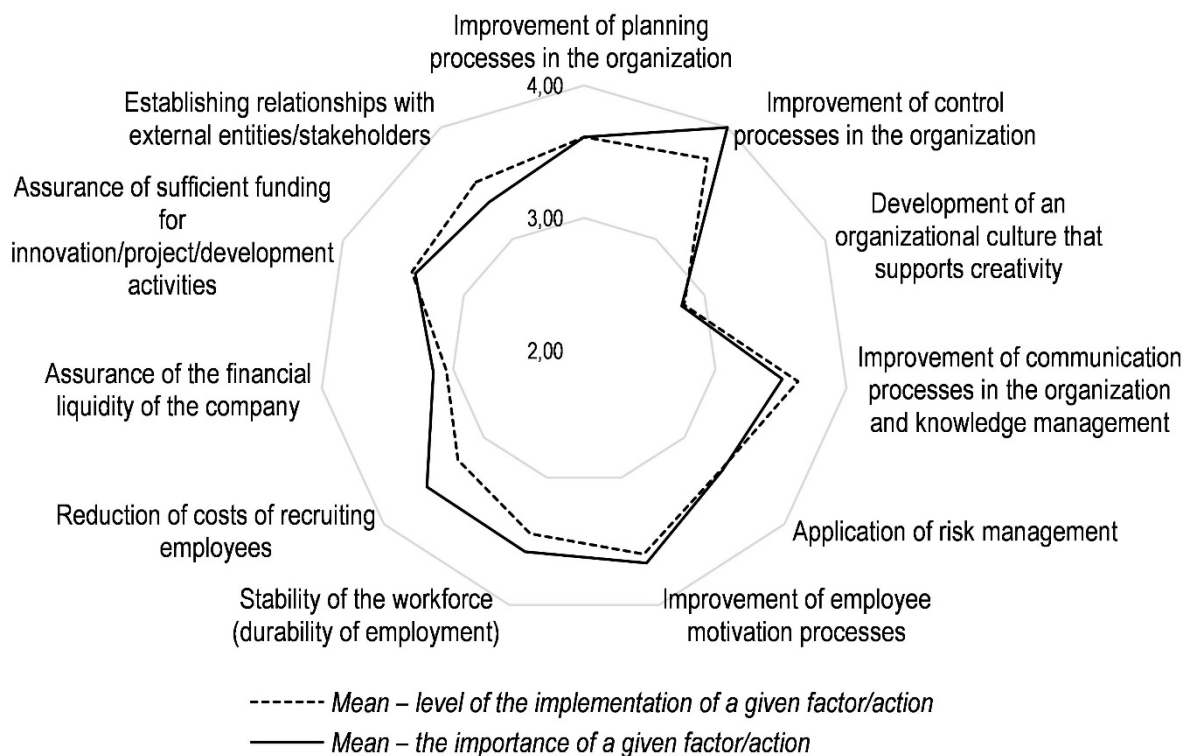 Improvement of planning
processes in the organization
4,00
Establishing relationships with
external entities/stakeholders
Improvement of control
processes in the organization
Assurance of sufficient funding
for
innovation/project/development
activities
3,00
Development of an
organizational culture that
supports creativity
2,00
Assurance of the financial
liquidity of the company
Improvement of communication
processes in the organization
and knowledge management
Reduction of costs of recruiting
employees
Application of risk management
Stability of the workforce
(durability of employment)
Improvement of employee
motivation processes
Mean – level of the implementation of a given factor/action
Mean – the importance of a given factor/action